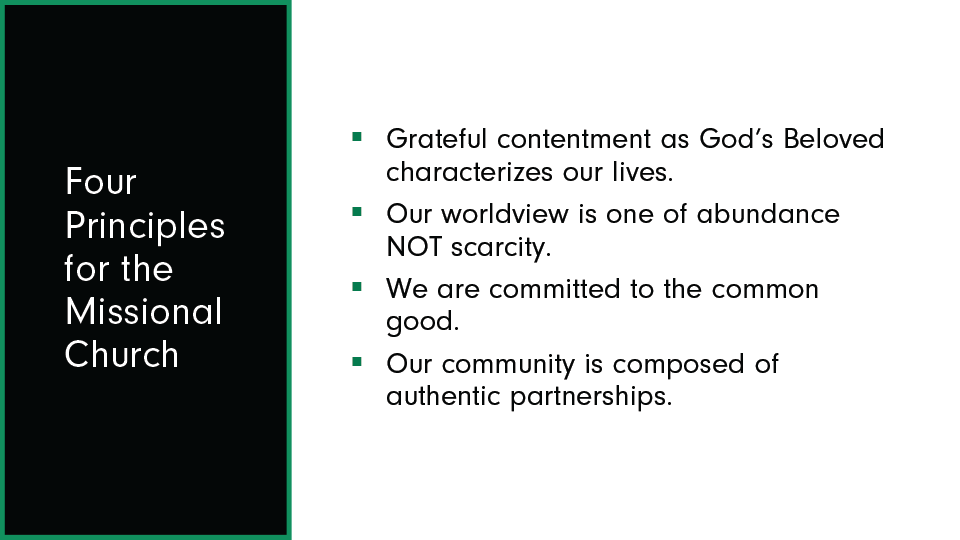 Four
Principles
for the
Missional
Church
▪ Grateful contentment as God’s Beloved
characterizes our lives.
▪ Our worldview is one of abundance
NOT scarcity.
▪ We are committed to the common
good.
▪ Our community is composed of
authentic partnerships.